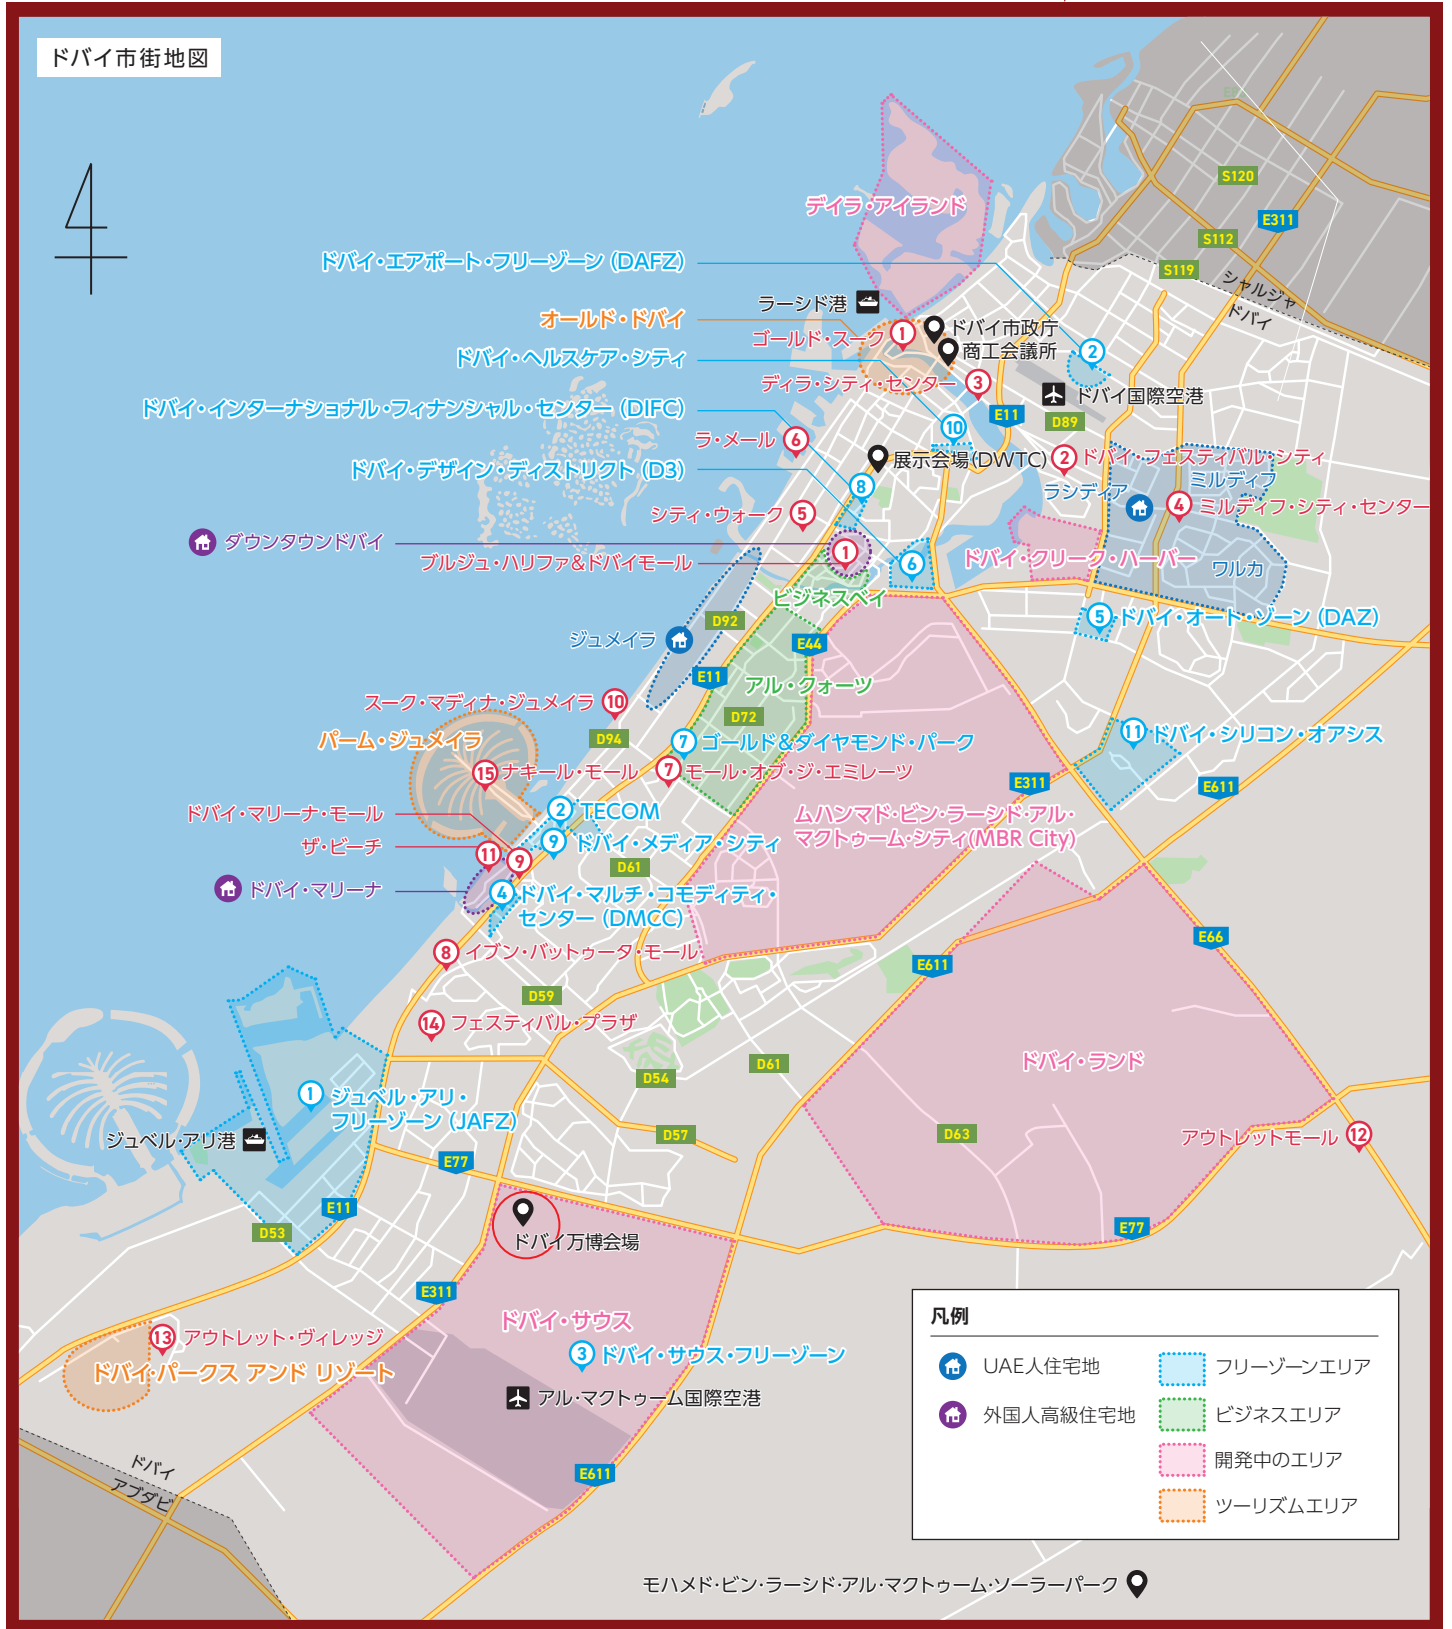 ドバイ市街地図
E311
S120
E311
S112
S119
シャルジャ
ドバイ
デイラ・アイランド
ドバイ・エアポート・フリーゾーン (DAFZ)
ラーシド港
オールド・ドバイ
ゴールド・スーク
1
ドバイ市政庁
商工会議所
2
ドバイ・ヘルスケア・シティ
ディラ・シティ・センター
3
ドバイ国際空港
ドバイ・インターナショナル・フィナンシャル・センター (DIFC)
E11
D89
10
ラ・メール
6
展示会場(DWTC)
2
ドバイ・フェスティバル・シティ
ドバイ・デザイン・ディストリクト (D3)
8
ラシディア
ミルディフ
4
ミルディフ・シティ・センター
シティ・ウォーク
5
ダウンタウンドバイ
ブルジュ・ハリファ&ドバイモール
1
6
ドバイ・クリーク・ハーバー
ワルカ
ビジネスベイ
D92
5
ドバイ・オート・ゾーン (DAZ)
ジュメイラ
E44
E11
アル・クォーツ
スーク・マディナ・ジュメイラ
10
D72
D94
パーム・ジュメイラ
7
ゴールド&ダイヤモンド・パーク
11
ドバイ・シリコン・オアシス
15
ナキール・モール
7
モール・オブ・ジ・エミレーツ
E311
E611
ドバイ・マリーナ・モール
2
TECOM
ムハンマド・ビン・ラーシド・アル・
マクトゥーム・シティ(MBR City)
ザ・ビーチ
11
9
9
ドバイ・メディア・シティ
D61
ドバイ・マリーナ
4
ドバイ・マルチ・コモディティ・
センター (DMCC)
E66
8
イブン・バットゥータ・モール
E611
D59
14
フェスティバル・プラザ
D61
D54
ドバイ・ランド
1
ジュベル・アリ・
フリーゾーン (JAFZ)
ジュベル・アリ港
D57
D63
アウトレットモール
12
E77
E11
D53
E77
ドバイ万博会場
E311
ドバイ・サウス
13
アウトレット・ヴィレッジ
3
ドバイ・サウス・フリーゾーン
ドバイ・パークス アンド リゾート
アル・マクトゥーム国際空港
ドバイ
アブダビ
E611
凡例
UAE人住宅地
フリーゾーンエリア
外国人高級住宅地
ビジネスエリア
開発中のエリア
ツーリズムエリア
モハメド・ビン・ラーシド・アル・マクトゥーム・ソーラーパーク